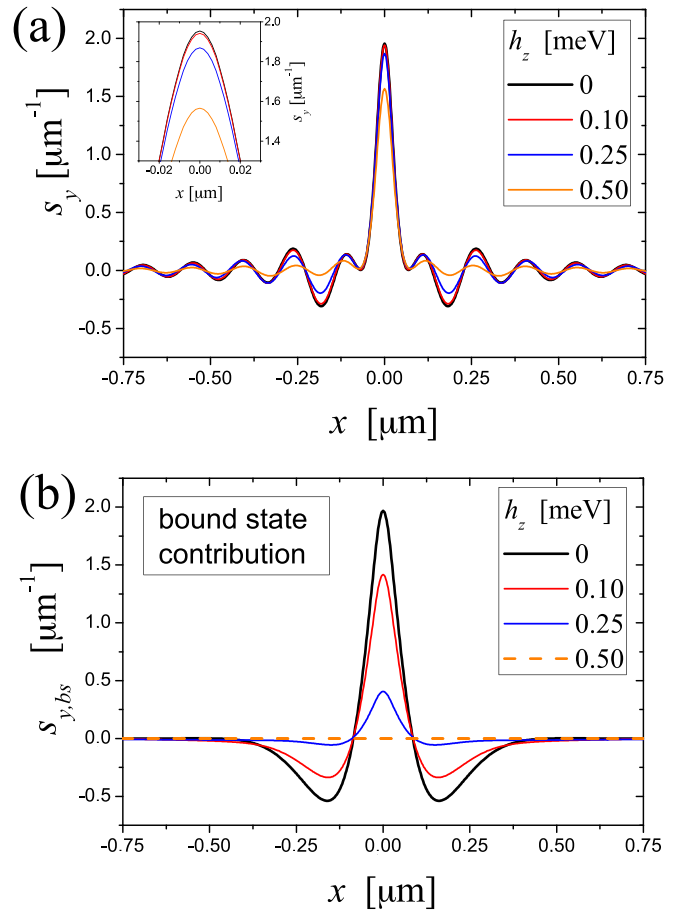 (a)
2.0
1.5
1.0
0.5
0.0
-0.5
s_y [μm⁻¹]
-0.75 -0.50 -0.25 0.00 0.25 0.50 0.75
x [μm]
2.0
1.8
1.6
1.4
s_y [μm⁻¹]
-0.02 0.00 0.02
x [μm]
h_z [meV]
0
0.10
0.25
0.50
(b)
2.0
1.5
1.0
0.5
0.0
-0.5
s_{y,bs} [μm⁻¹]
bound state
contribution
h_z [meV]
0
0.10
0.25
0.50
-0.75 -0.50 -0.25 0.00 0.25 0.50 0.75
x [μm]